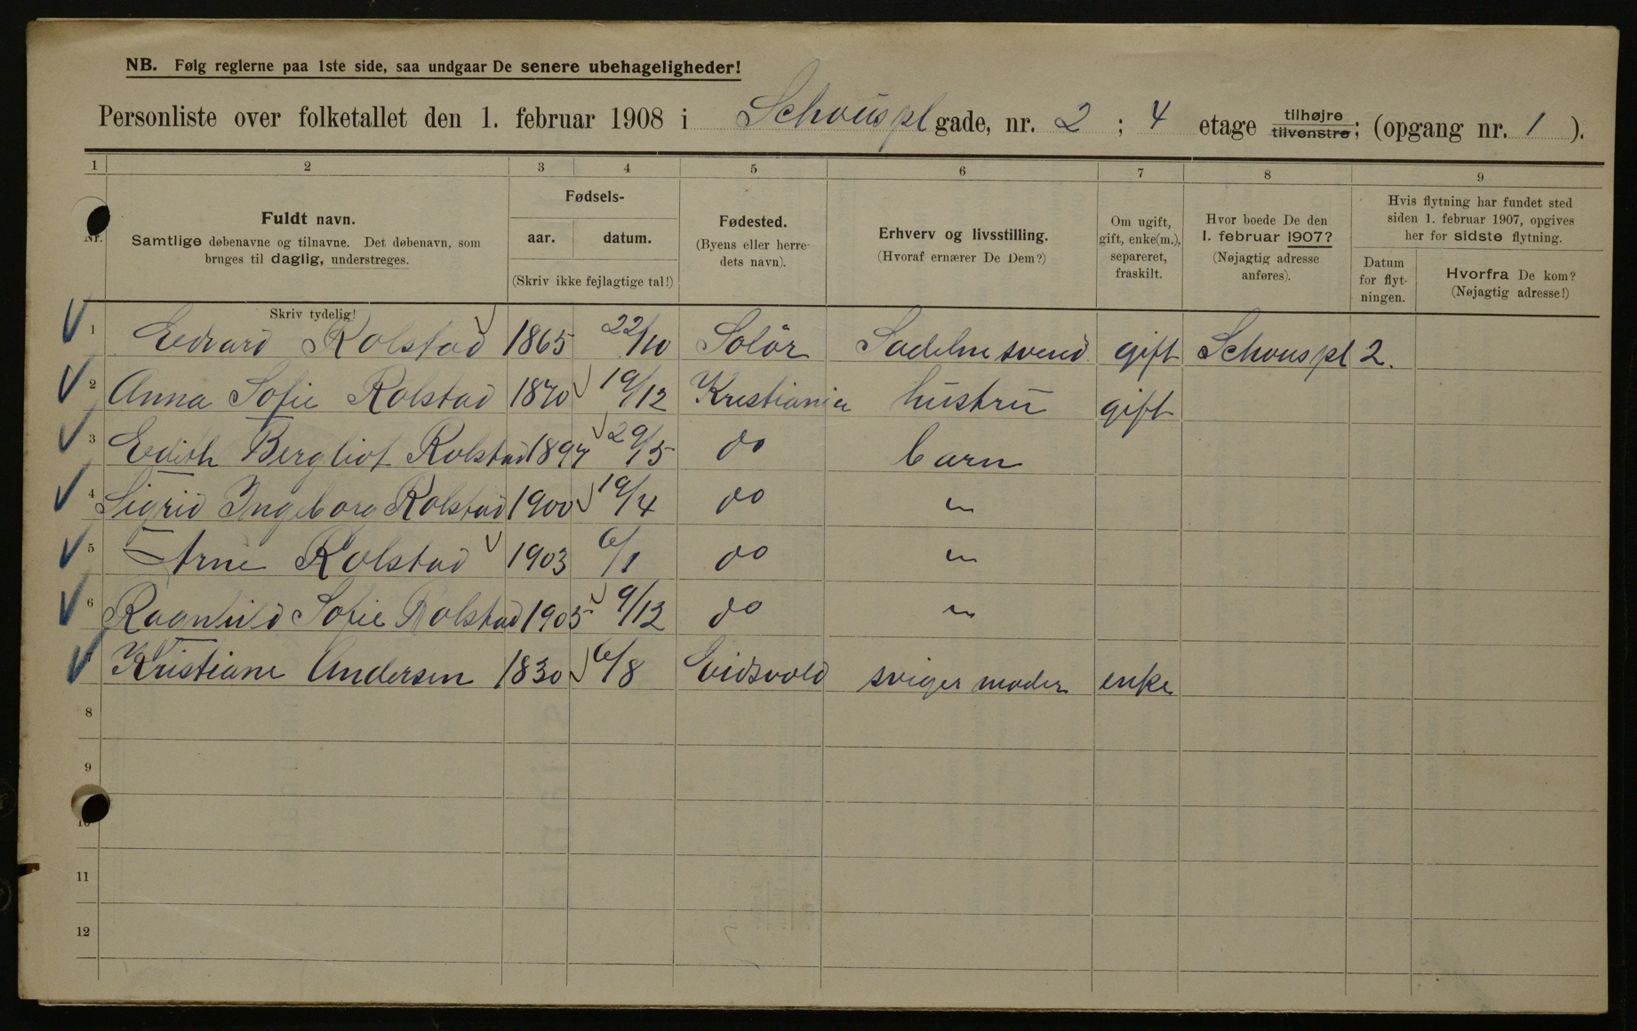 NB. Følg reglerne paa 1ste side, saa undgaar De senere ubehageligheder!
Personliste over folketallet den 1. februar 1908 i Schouspl gade, nr. 2 ; 4 etage tilhøjre tilvenstre; (opgang nr. 1 ).
1 2 3 4 5 6 7 8 9
Nr. Fuldt navn. Samtlige døbenavne og tilnavne. Det døbenavn, som bruges til daglig, understreges.
Fødsels- aar. datum. (Skriv ikke fejlagtige tal!)
Fødested. (Byens eller herredets navn).
Erhverv og livsstilling. (Hvoraf ernærer De Dem?)
Om ugift, gift, enke(m.), separeret, fraskilt.
Hvor boede De den 1. februar 1907? (Nøjagtig adresse anføres).
Hvis flytning har fundet sted siden 1. februar 1907, opgives her for sidste flytning.
Datum for flytningen.
Hvorfra De kom? (Nøjagtig adresse!)
Skriv tydelig!
1 Edvard Rolstad 1865 22/10 Solör Sadelmsvend gift Schouspl 2.
2 Anna Sofie Rolstad 1870 19/12 Kristiania hustru gift
3 Edith Bergliot Rolstad 1897 29/5 do barn
4 Sigrid Ingeborg Rolstad 1900 19/4 do "
5 Arne Rolstad 1903 6/1 do "
6 Ragnhild Sofie Rolstad 1905 9/12 do "
Kristiane Andersen 1830 6/8 Eidsvold svigermoder enke
8
9
10
11
12